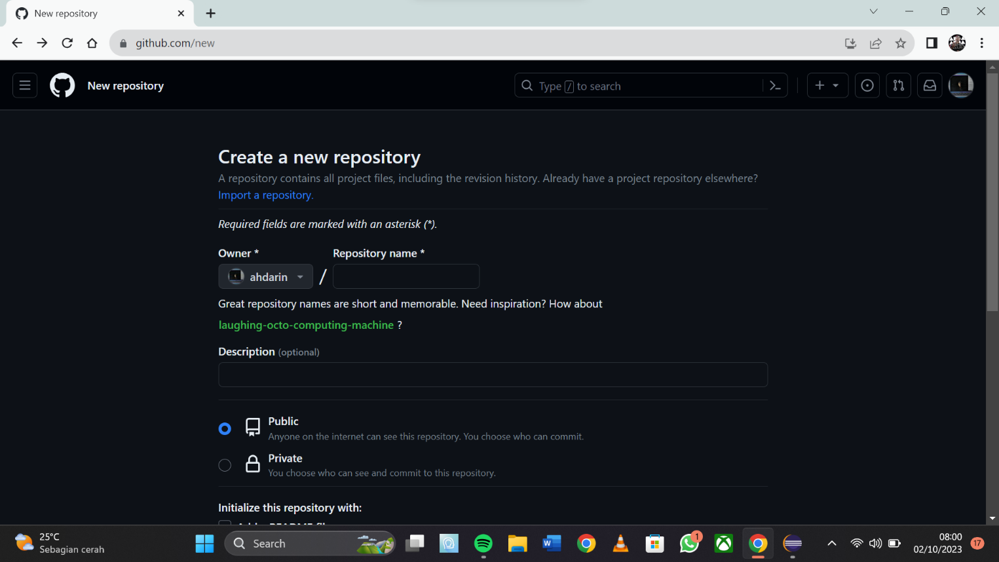 New repository
github.com/new
New repository
Type / to search
Create a new repository
A repository contains all project files, including the revision history. Already have a project repository elsewhere?
Import a repository.
Required fields are marked with an asterisk (*).
Owner * Repository name *
ahdarin /
Great repository names are short and memorable. Need inspiration? How about
laughing-octo-computing-machine ?
Description (optional)
Public
Anyone on the internet can see this repository. You choose who can commit.
Private
You choose who can see and commit to this repository.
Initialize this repository with:
25°C
Sebagian cerah
Search
W
1
08:00
02/10/2023
17